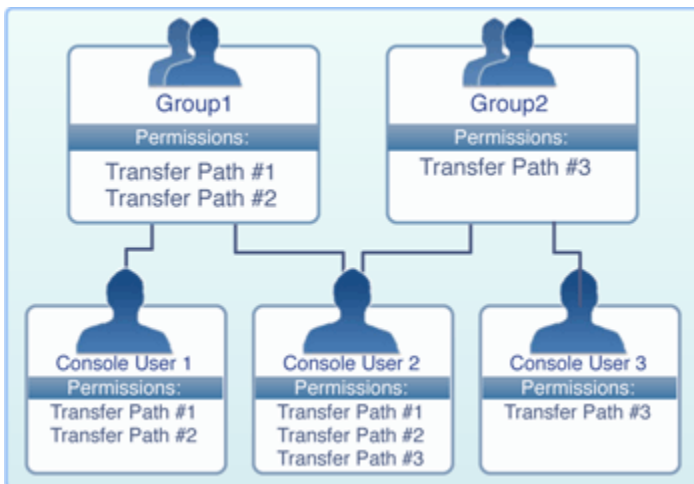 Group1
Permissions:
Transfer Path #1
Transfer Path #2
Group2
Permissions:
Transfer Path #3
Console User 1
Permissions:
Transfer Path #1
Transfer Path #2
Console User 2
Permissions:
Transfer Path #1
Transfer Path #2
Transfer Path #3
Console User 3
Permissions:
Transfer Path #3